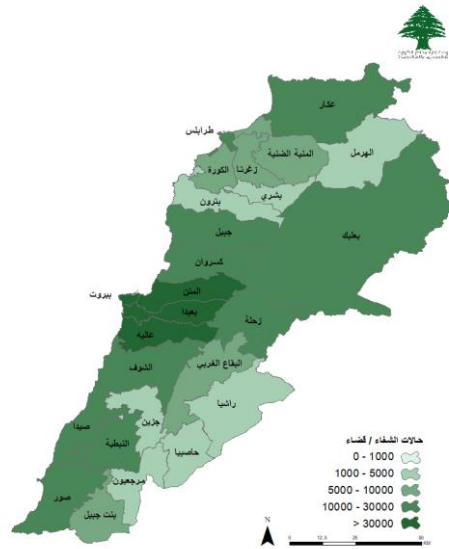 عكار
طرابلس
المنية الضنية
زغرتا
الكورة
الهرمل
بشري
بترون
جبيل
بعلبك
كسروان
المتن
بيروت
بعبدا
عاليه
زحلة
الشوف
البقاع الغربي
راشيا
جزين
صيدا
النبطية
حاصبيا
مرجعيون
صور
بنت جبيل
حالات الشفاء / قضاء
0 - 1000
1000 - 5000
5000 - 10000
10000 - 30000
> 30000
N